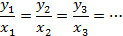 y₁/x₁ = y₂/x₂ = y₃/x₃ = ⋯